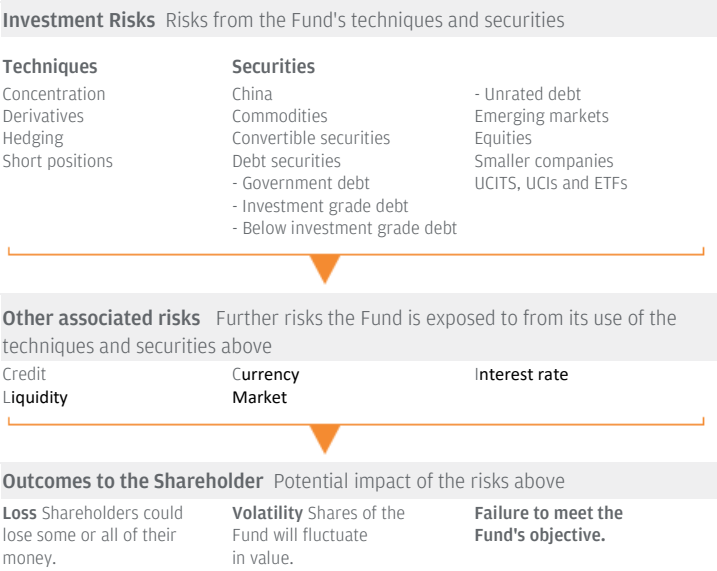 Investment Risks Risks from the Fund's techniques and securities
Techniques
Concentration
Derivatives
Hedging
Short positions
Securities
China
Commodities
Convertible securities
Debt securities
- Government debt
- Investment grade debt
- Below investment grade debt
- Unrated debt
Emerging markets
Equities
Smaller companies
UCITS, UCIs and ETFs
Other associated risks Further risks the Fund is exposed to from its use of the
techniques and securities above
Credit
Liquidity
Currency
Market
Interest rate
Outcomes to the Shareholder Potential impact of the risks above
Loss Shareholders could
lose some or all of their
money.
Volatility Shares of the
Fund will fluctuate
in value.
Failure to meet the
Fund's objective.